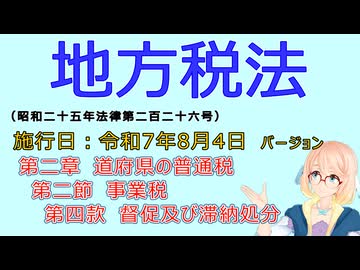 地方税法
(昭和二十五年法律第二百二十六号)
施行日：令和7年8月4日 バージョン
第二章 道府県の普通税
第二節 事業税
第四款 督促及び滞納処分